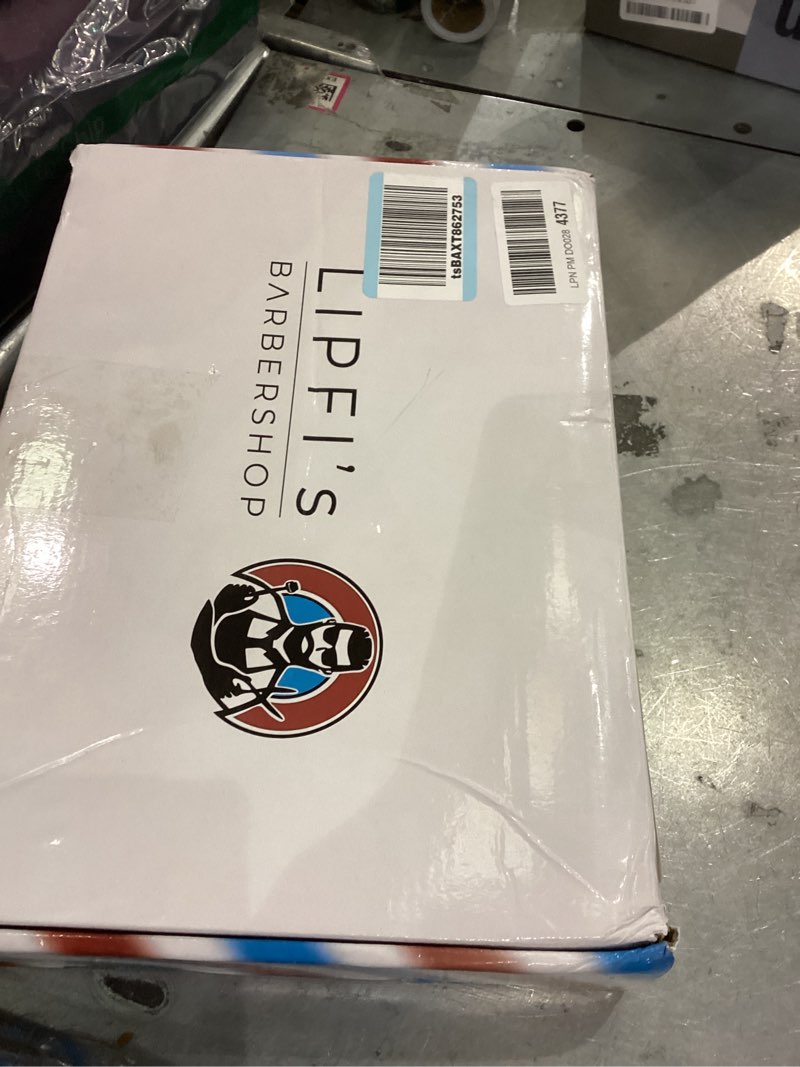 LIPFI'S
BARBERSHOP
tsBAXT862753
LPN PM DO028 4377